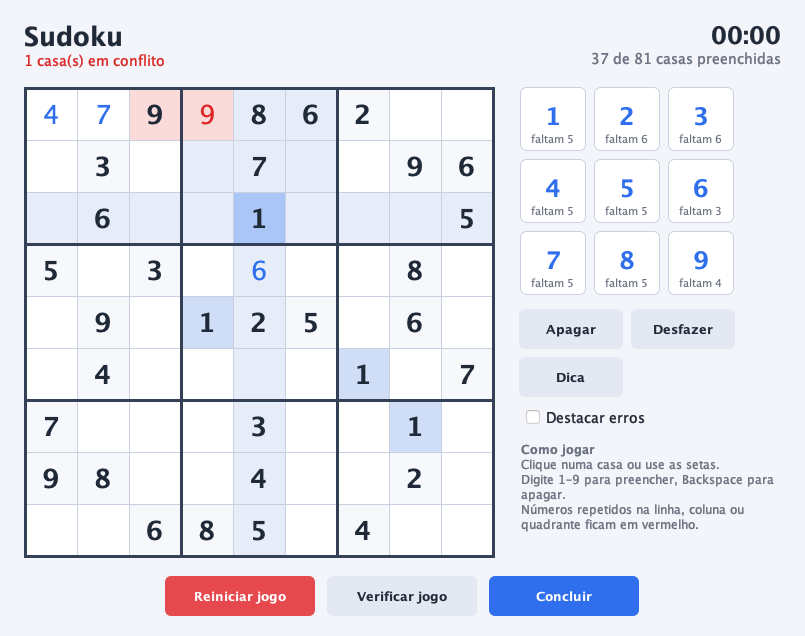 Sudoku
00:00
1 casa(s) em conflito
37 de 81 casas preenchidas
4 7 9 9 8 6 2
3 7 9 6
6 1 5
5 3 6 8
9 1 2 5 6
4 1 7
7 3 1
9 8 4 2
6 8 5 4
1 2 3
faltam 5 faltam 6 faltam 6
4 5 6
faltam 5 faltam 5 faltam 3
7 8 9
faltam 5 faltam 5 faltam 4
Apagar Desfazer
Dica
Destacar erros
Como jogar
Clique numa casa ou use as setas.
Digite 1–9 para preencher, Backspace para
apagar.
Números repetidos na linha, coluna ou
quadrante ficam em vermelho.
Reiniciar jogo Verificar jogo Concluir